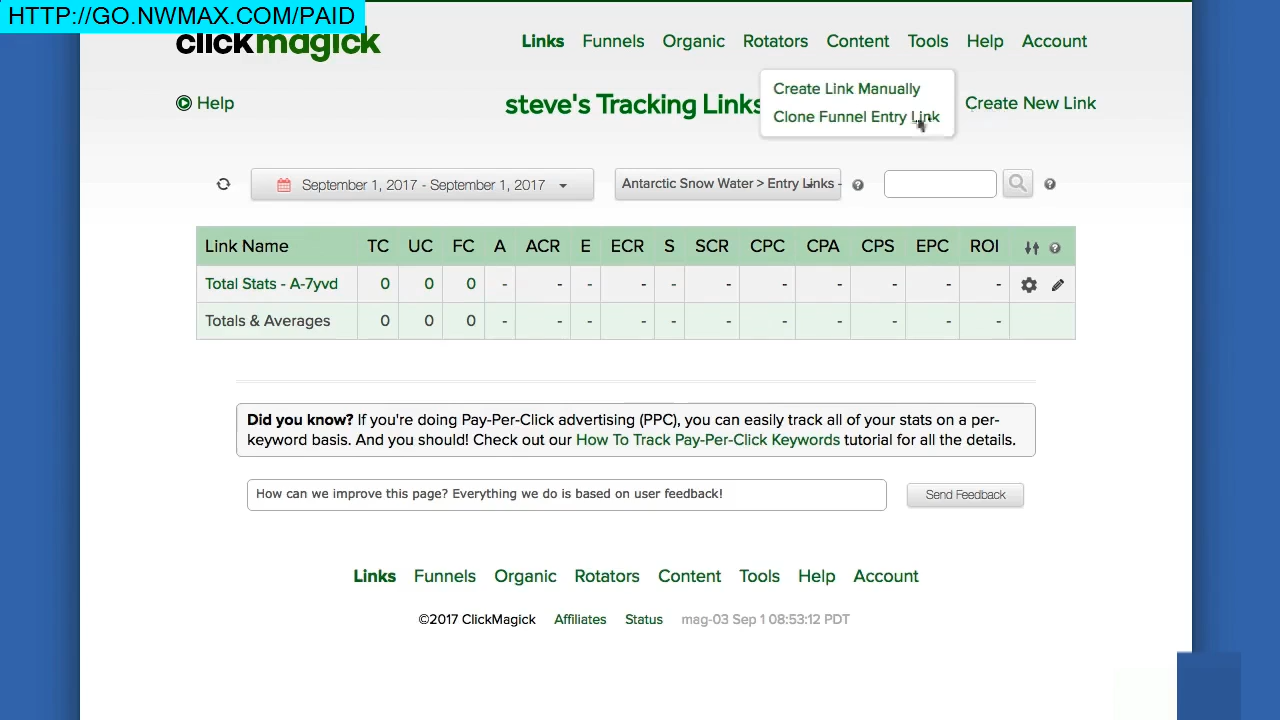 HTTP://GO.NWMAX.COM/PAID
clickmagick
Links Funnels Organic Rotators Content Tools Help Account
Create Link Manually
Clone Funnel Entry Link
Help
steve's Tracking Links
Create New Link
September 1, 2017 - September 1, 2017
Antarctic Snow Water > Entry Links -
Link Name TC UC FC A ACR E ECR S SCR CPC CPA CPS EPC ROI
Total Stats - A-7yvd 0 0 0 - - - - - - - - - - -
Totals & Averages 0 0 0 - - - - - - - - - - -
Did you know? If you're doing Pay-Per-Click advertising (PPC), you can easily track all of your stats on a per-
keyword basis. And you should! Check out our How To Track Pay-Per-Click Keywords tutorial for all the details.
How can we improve this page? Everything we do is based on user feedback!
Send Feedback
Links Funnels Organic Rotators Content Tools Help Account
©2017 ClickMagick Affiliates Status mag-03 Sep 1 08:53:12 PDT